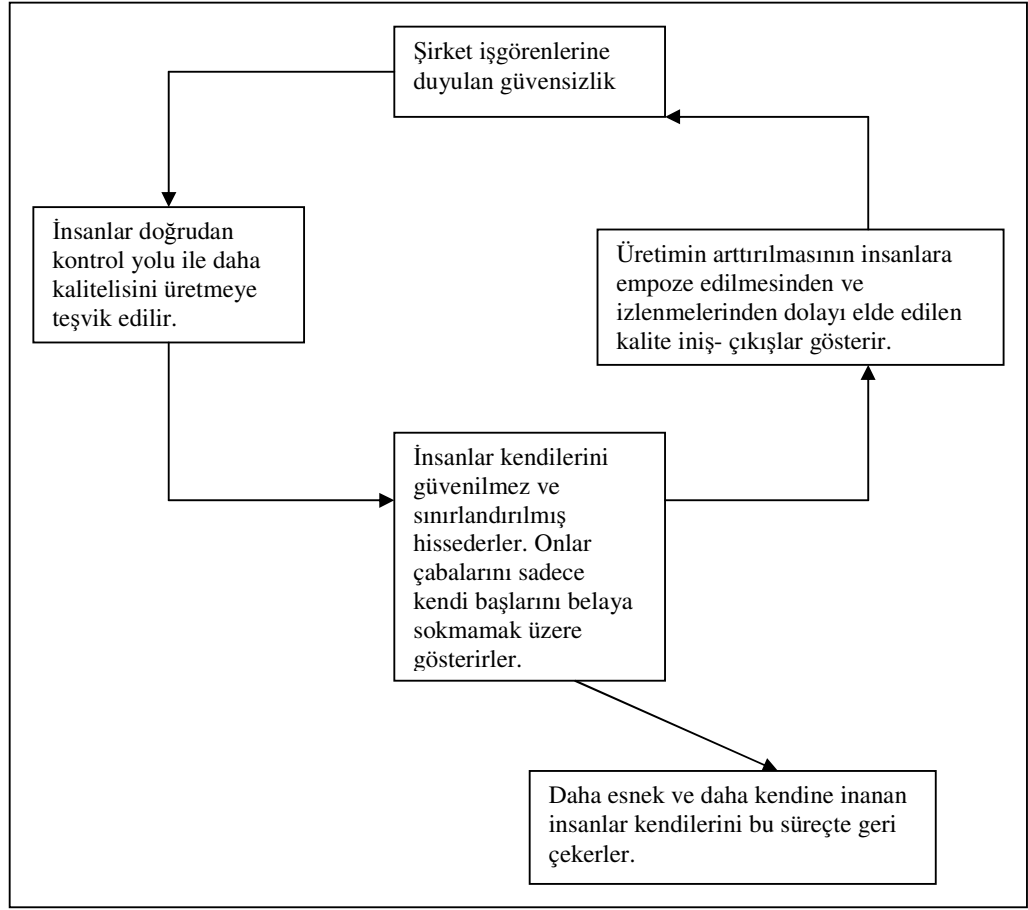 Şirket işgörenlerine
duyulan güvensizlik
İnsanlar doğrudan
kontrol yolu ile daha
kalitelisini üretmeye
teşvik edilir.
Üretimin arttırılmasının insanlara
empoze edilmesinden ve
izlenmelerinden dolayı elde edilen
kalite iniş- çıkışlar gösterir.
İnsanlar kendilerini
güvenilmez ve
sınırlandırılmış
hissederler. Onlar
çabalarını sadece
kendi başlarını belaya
sokmamak üzere
gösterirler.
Daha esnek ve daha kendine inanan
insanlar kendilerini bu süreçte geri
çekerler.